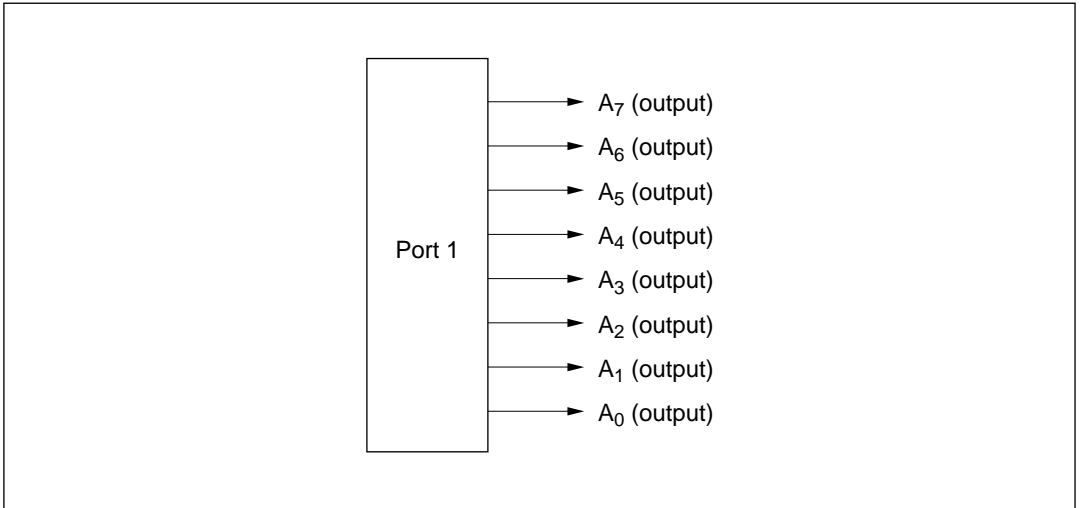 A7 (output)
A6 (output)
A5 (output)
A4 (output)
Port 1
A3 (output)
A2 (output)
A1 (output)
A0 (output)